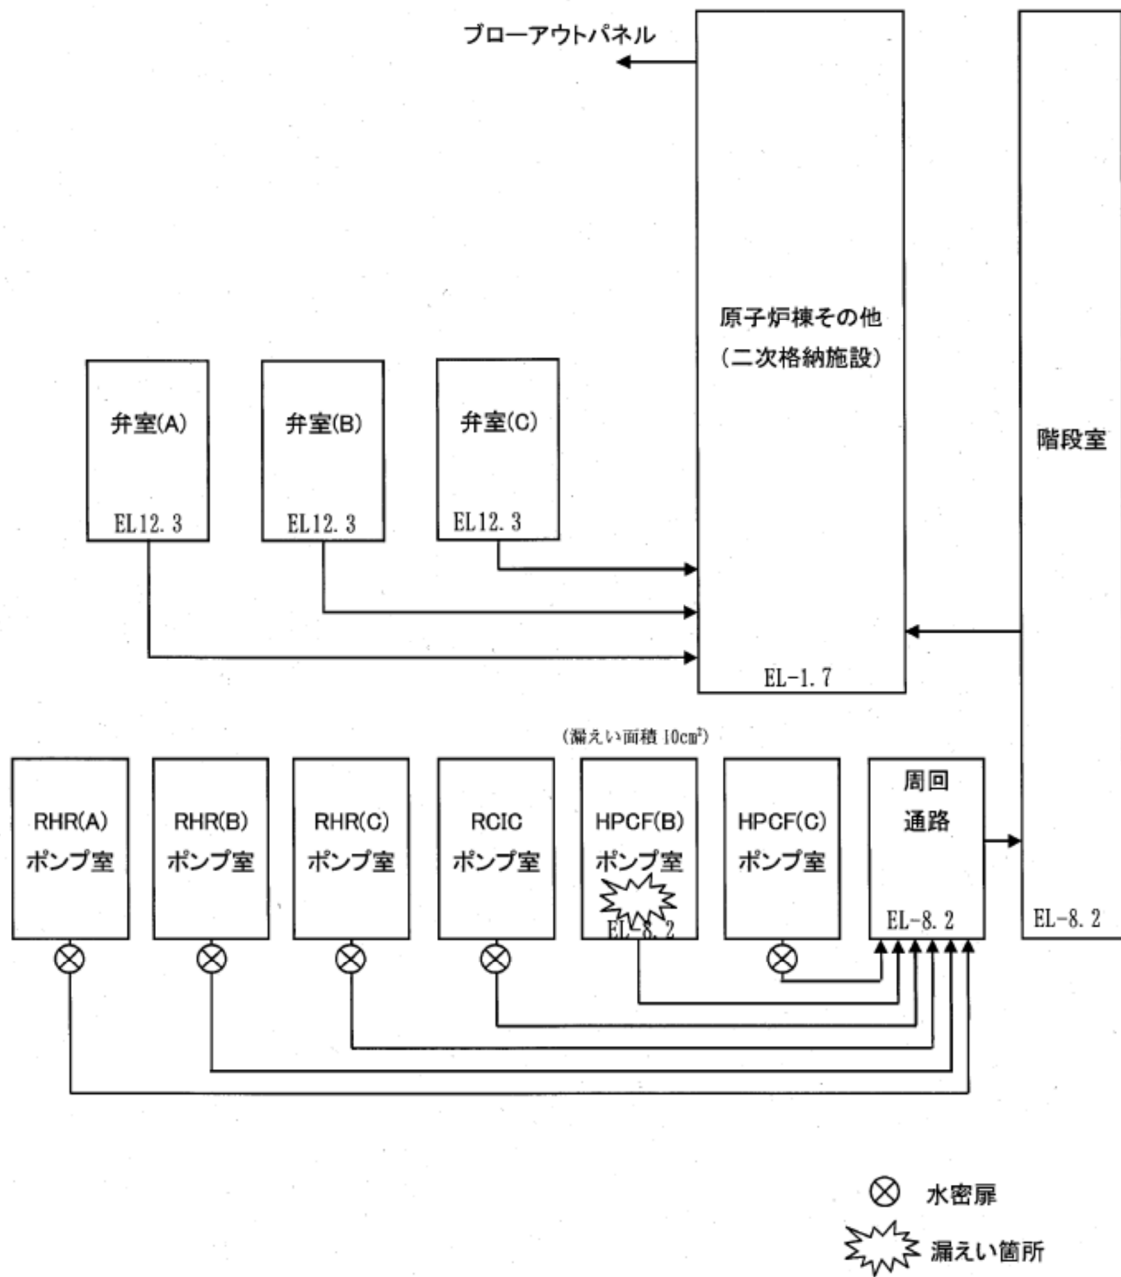 ブローアウトパネル
原子炉棟その他
(二次格納施設)
EL-1.7
階段室
EL-8.2
弁室(A)
EL12.3
弁室(B)
EL12.3
弁室(C)
EL12.3
(漏えい面積10cm²)
RHR(A)
ポンプ室
RHR(B)
ポンプ室
RHR(C)
ポンプ室
RCIC
ポンプ室
HPCF(B)
ポンプ室
EL-8.2
HPCF(C)
ポンプ室
周回
通路
EL-8.2
水密扉
漏えい箇所